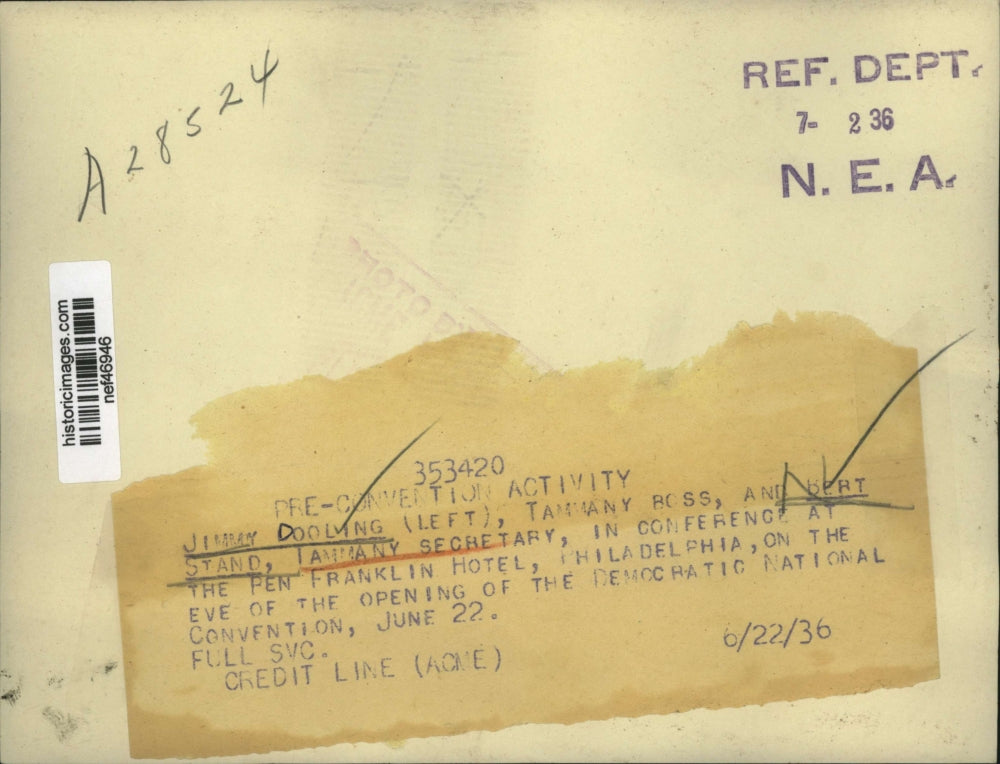 A28524
REF. DEPT.
7- 2 36
N. E. A.
historicimages.com
nef46946
PHOTO
353420
PRE-CONVENTION ACTIVITY
JIMMY DOOLING (LEFT), TAMMANY BOSS, AND BERT
STAND, TAMMANY SECRETARY, IN CONFERENCE AT
THE PEN FRANKLIN HOTEL, PHILADELPHIA, ON THE
EVE OF THE OPENING OF THE DEMOCRATIC NATIONAL
CONVENTION, JUNE 22.
FULL SVC.
CREDIT LINE (ACME)
6/22/36